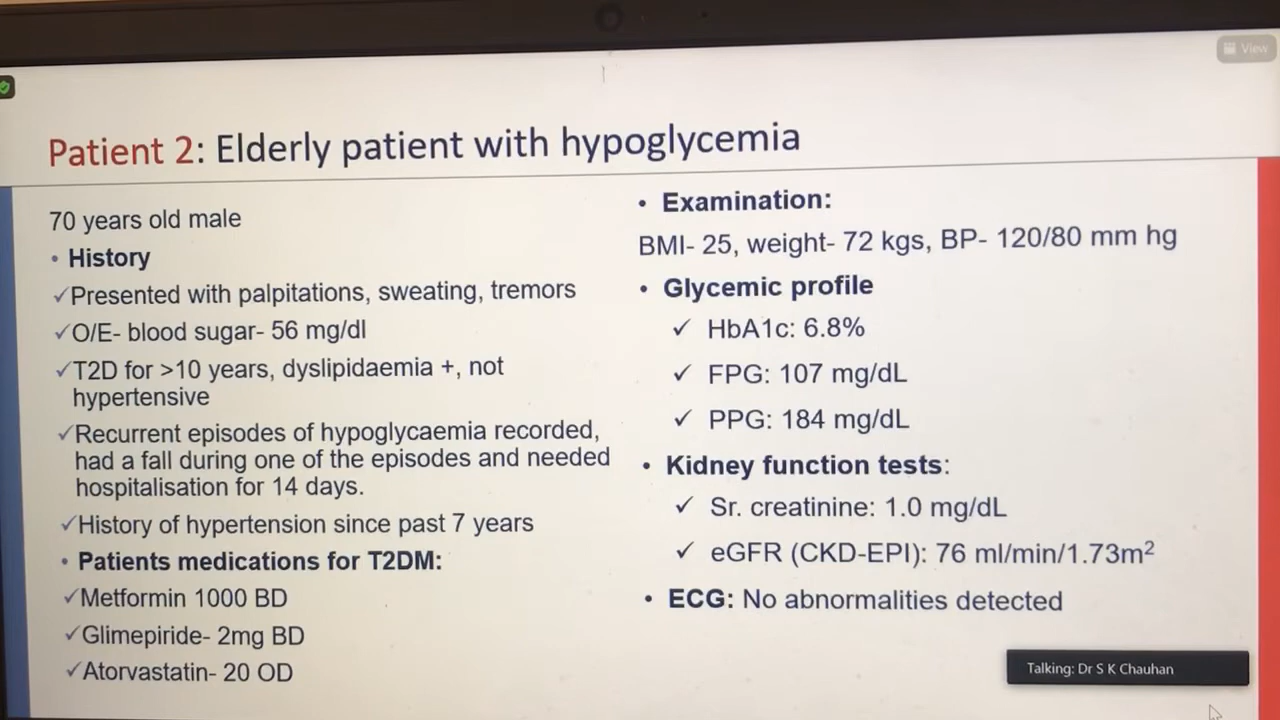 View
Patient 2: Elderly patient with hypoglycemia
70 years old male
• History
✓Presented with palpitations, sweating, tremors
✓O/E- blood sugar- 56 mg/dl
✓T2D for >10 years, dyslipidaemia +, not
hypertensive
✓Recurrent episodes of hypoglycaemia recorded,
had a fall during one of the episodes and needed
hospitalisation for 14 days.
✓History of hypertension since past 7 years
• Patients medications for T2DM:
✓Metformin 1000 BD
✓Glimepiride- 2mg BD
✓Atorvastatin- 20 OD
• Examination:
BMI- 25, weight- 72 kgs, BP- 120/80 mm hg
• Glycemic profile
✓ HbA1c: 6.8%
✓ FPG: 107 mg/dL
✓ PPG: 184 mg/dL
• Kidney function tests:
✓ Sr. creatinine: 1.0 mg/dL
✓ eGFR (CKD-EPI): 76 ml/min/1.73m²
• ECG: No abnormalities detected
Talking: Dr S K Chauhan